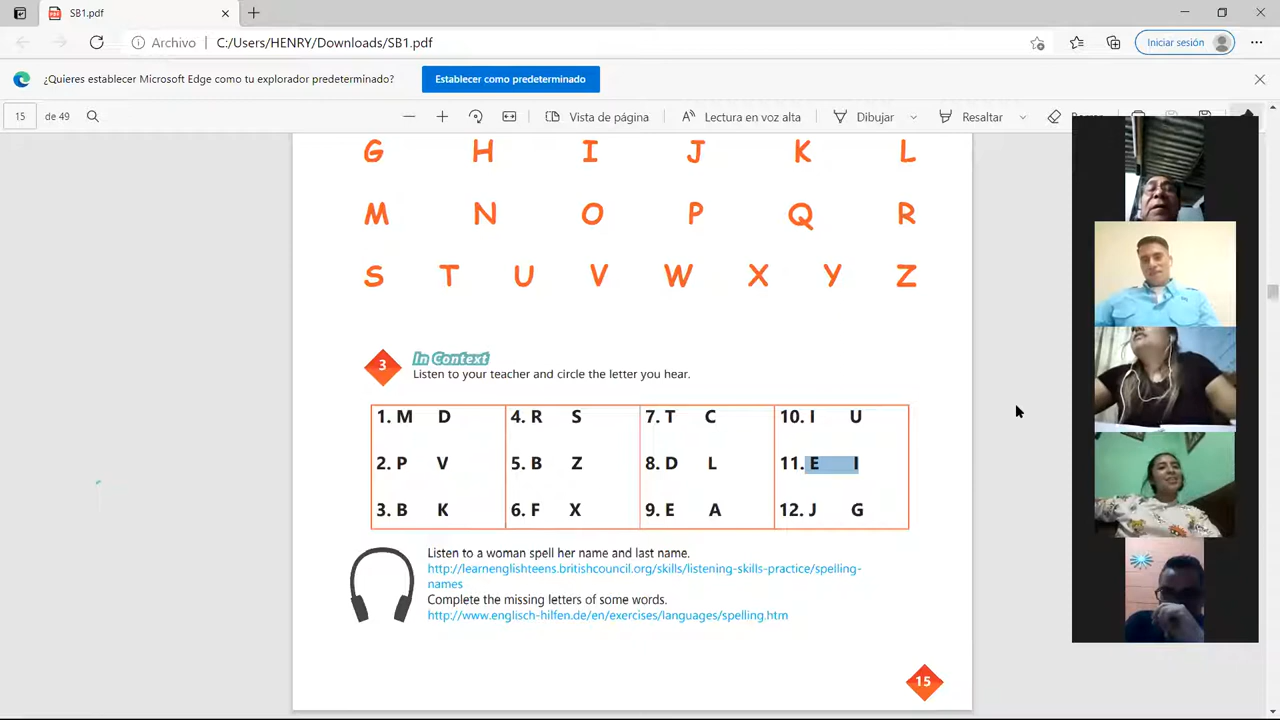 SB1.pdf
Archivo C:/Users/HENRY/Downloads/SB1.pdf Iniciar sesión
¿Quieres establecer Microsoft Edge como tu explorador predeterminado? Establecer como predeterminado
15 de 49 Vista de página Lectura en voz alta Dibujar Resaltar
G H I J K L
M N O P Q R
S T U V W X Y Z
3 In Context
Listen to your teacher and circle the letter you hear.
1. M D 4. R S 7. T C 10. I U
2. P V 5. B Z 8. D L 11. E I
3. B K 6. F X 9. E A 12. J G
Listen to a woman spell her name and last name.
http://learnenglishteens.britishcouncil.org/skills/listening-skills-practice/spelling-
names
Complete the missing letters of some words.
http://www.englisch-hilfen.de/en/exercises/languages/spelling.htm
15